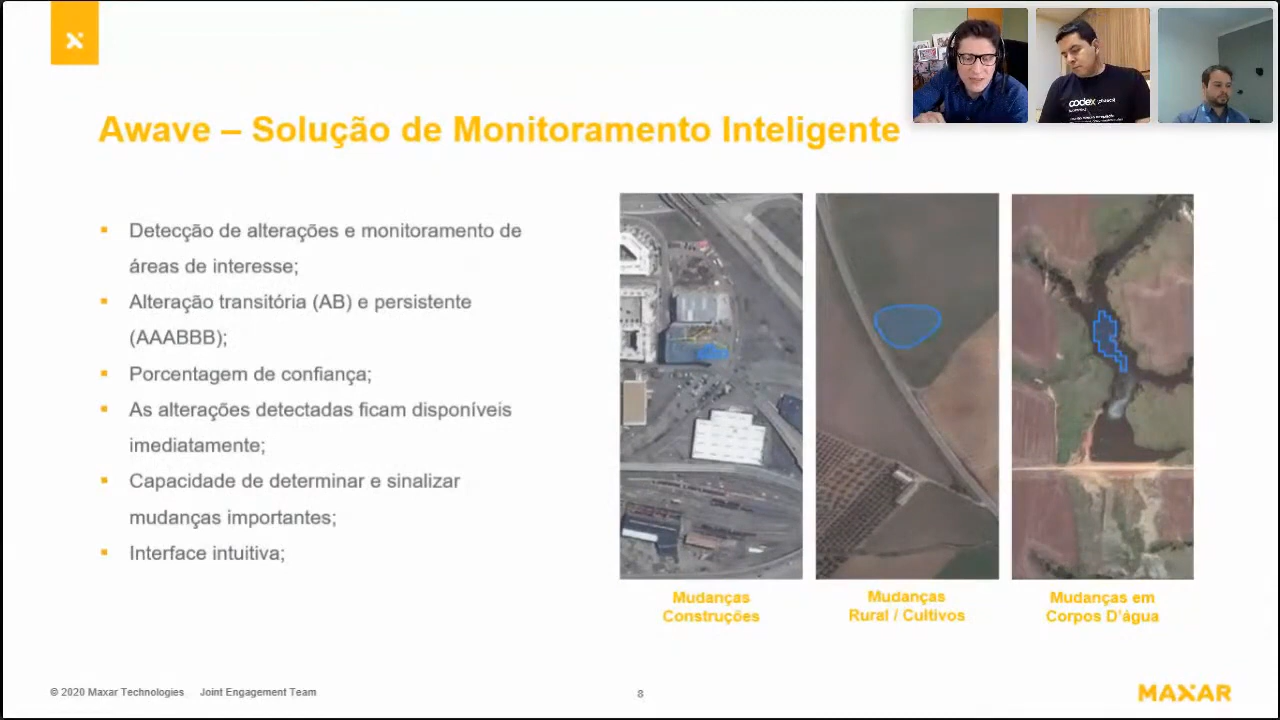 Awave – Solução de Monitoramento Inteligente
Detecção de alterações e monitoramento de
áreas de interesse;
Alteração transitória (AB) e persistente
(AAABBB);
Porcentagem de confiança;
As alterações detectadas ficam disponíveis
imediatamente;
Capacidade de determinar e sinalizar
mudanças importantes;
Interface intuitiva;
Mudanças
Construções
Mudanças
Rural / Cultivos
Mudanças em
Corpos D'água
codex
© 2020 Maxar Technologies Joint Engagement Team
8
MAXAR